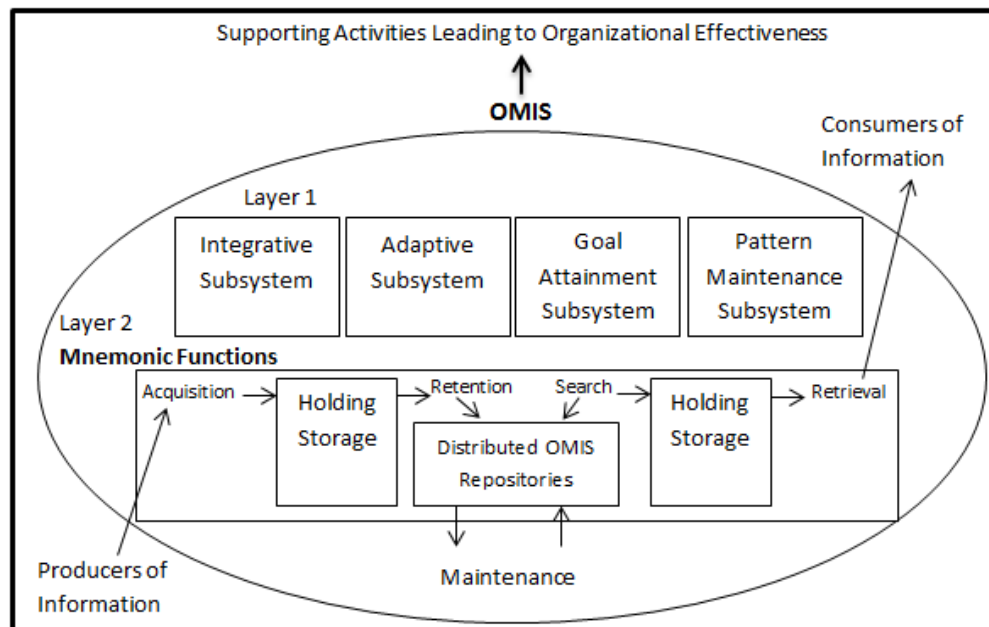 Supporting Activities Leading to Organizational Effectiveness
OMIS
Consumers of
Information
Layer 1
Integrative
Subsystem
Adaptive
Subsystem
Goal
Attainment
Subsystem
Pattern
Maintenance
Subsystem
Layer 2
Mnemonic Functions
Acquisition
Holding
Storage
Retention
Search
Distributed OMIS
Repositories
Holding
Storage
Retrieval
Maintenance
Producers of
Information